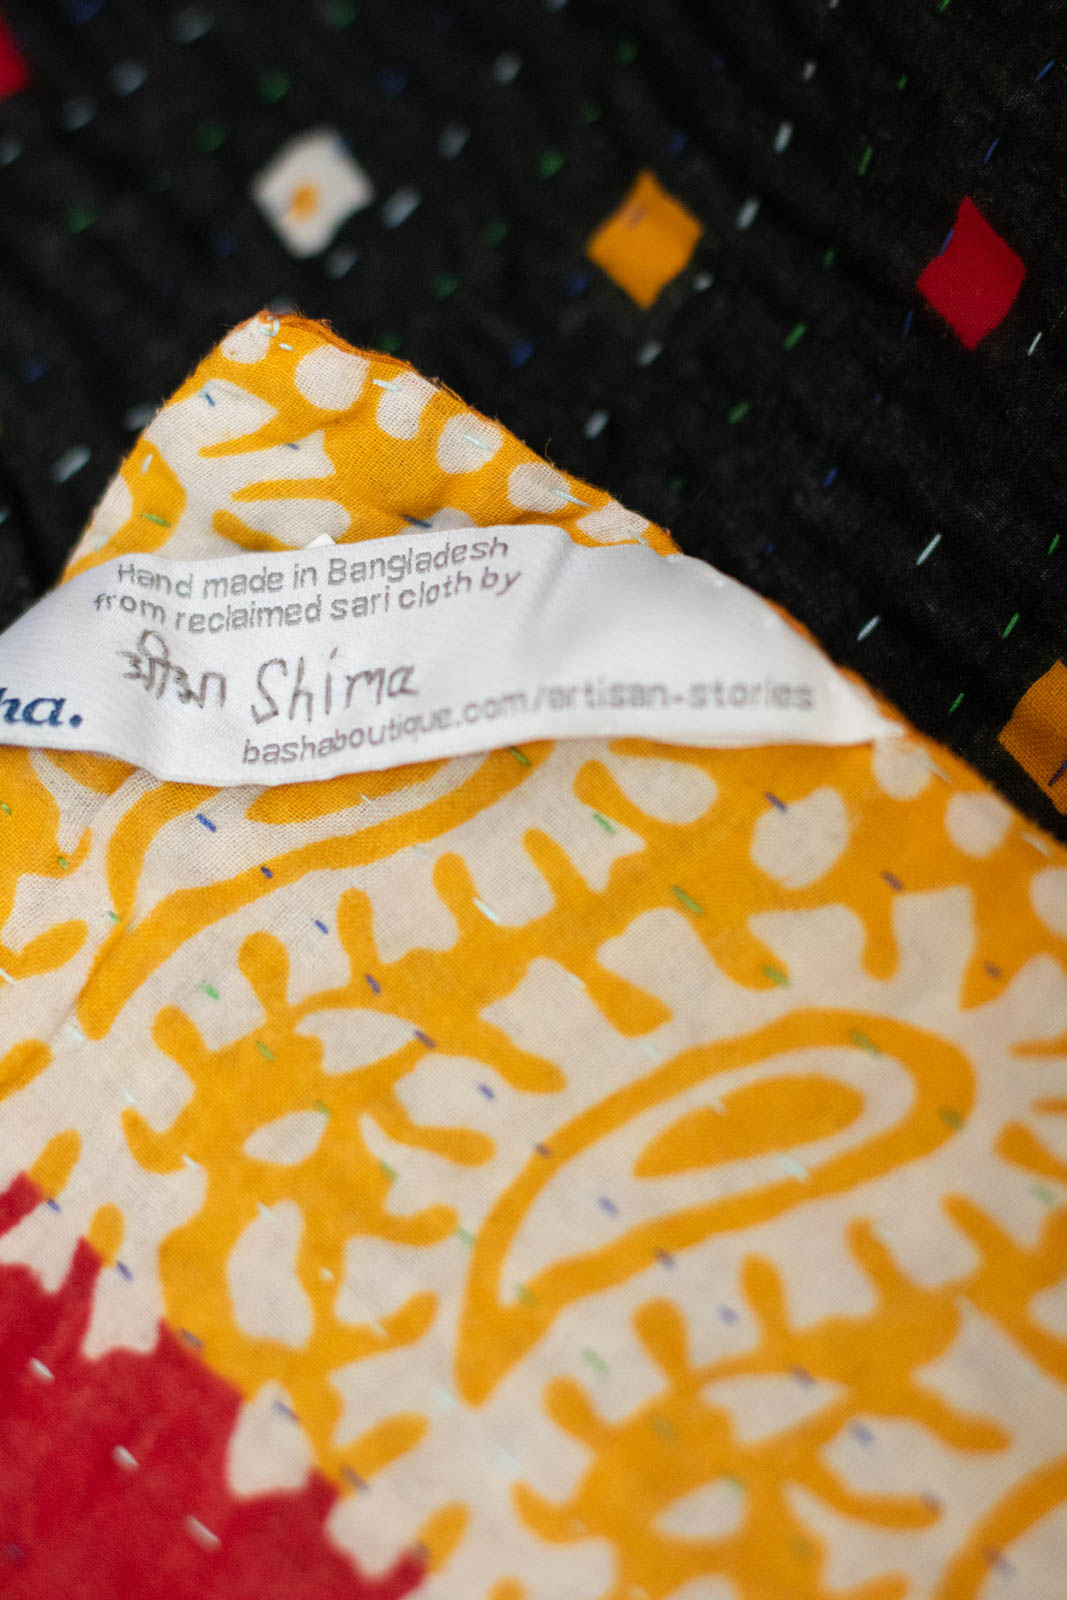 Hand made in Bangladesh
from reclaimed sari cloth by
সীমা Shima
ha.
bashaboutique.com/artisan-stories